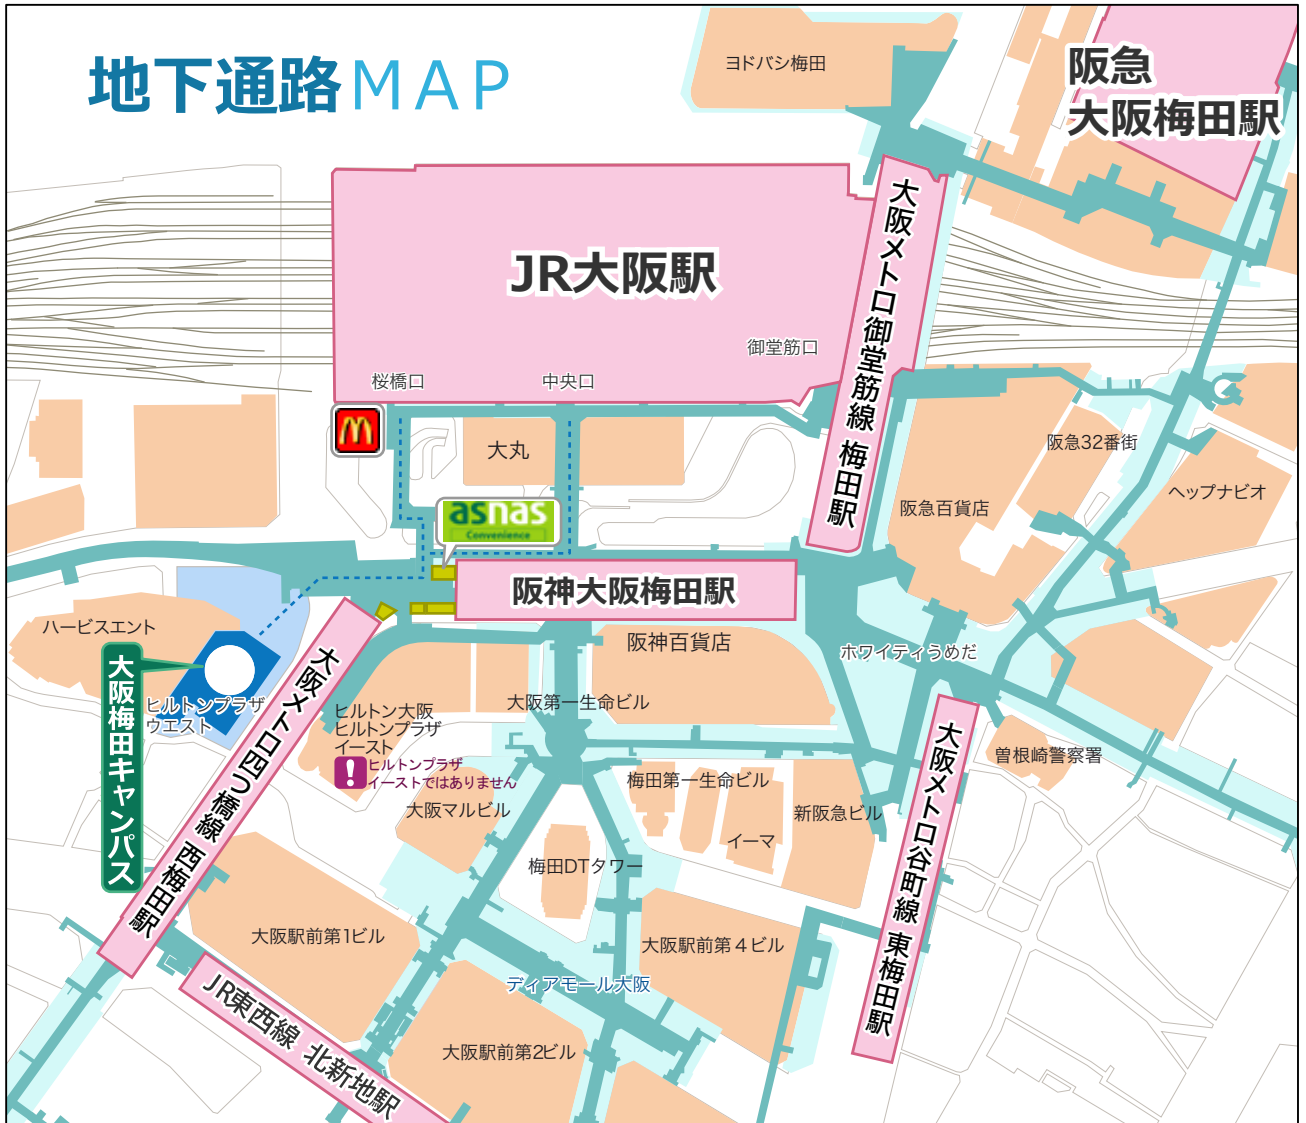 地下通路MAP
ヨドバシ梅田
阪急
大阪梅田駅
JR大阪駅
大阪メトロ御堂筋線 梅田駅
御堂筋口
桜橋口
中央口
大丸
阪急32番街
ヘップナビオ
阪急百貨店
asnas
Convenience
阪神大阪梅田駅
ハービスエント
阪神百貨店
ホワイティうめだ
大阪梅田キャンパス
ヒルトンプラザ
ウエスト
大阪メトロ四つ橋線 西梅田駅
ヒルトン大阪
ヒルトンプラザ
イースト
!
ヒルトンプラザ
イーストではありません
大阪第一生命ビル
大阪マルビル
梅田第一生命ビル
イーマ
新阪急ビル
曽根崎警察署
大阪メトロ谷町線 東梅田駅
梅田DTタワー
大阪駅前第1ビル
大阪駅前第4ビル
ディアモール大阪
JR東西線 北新地駅
大阪駅前第2ビル